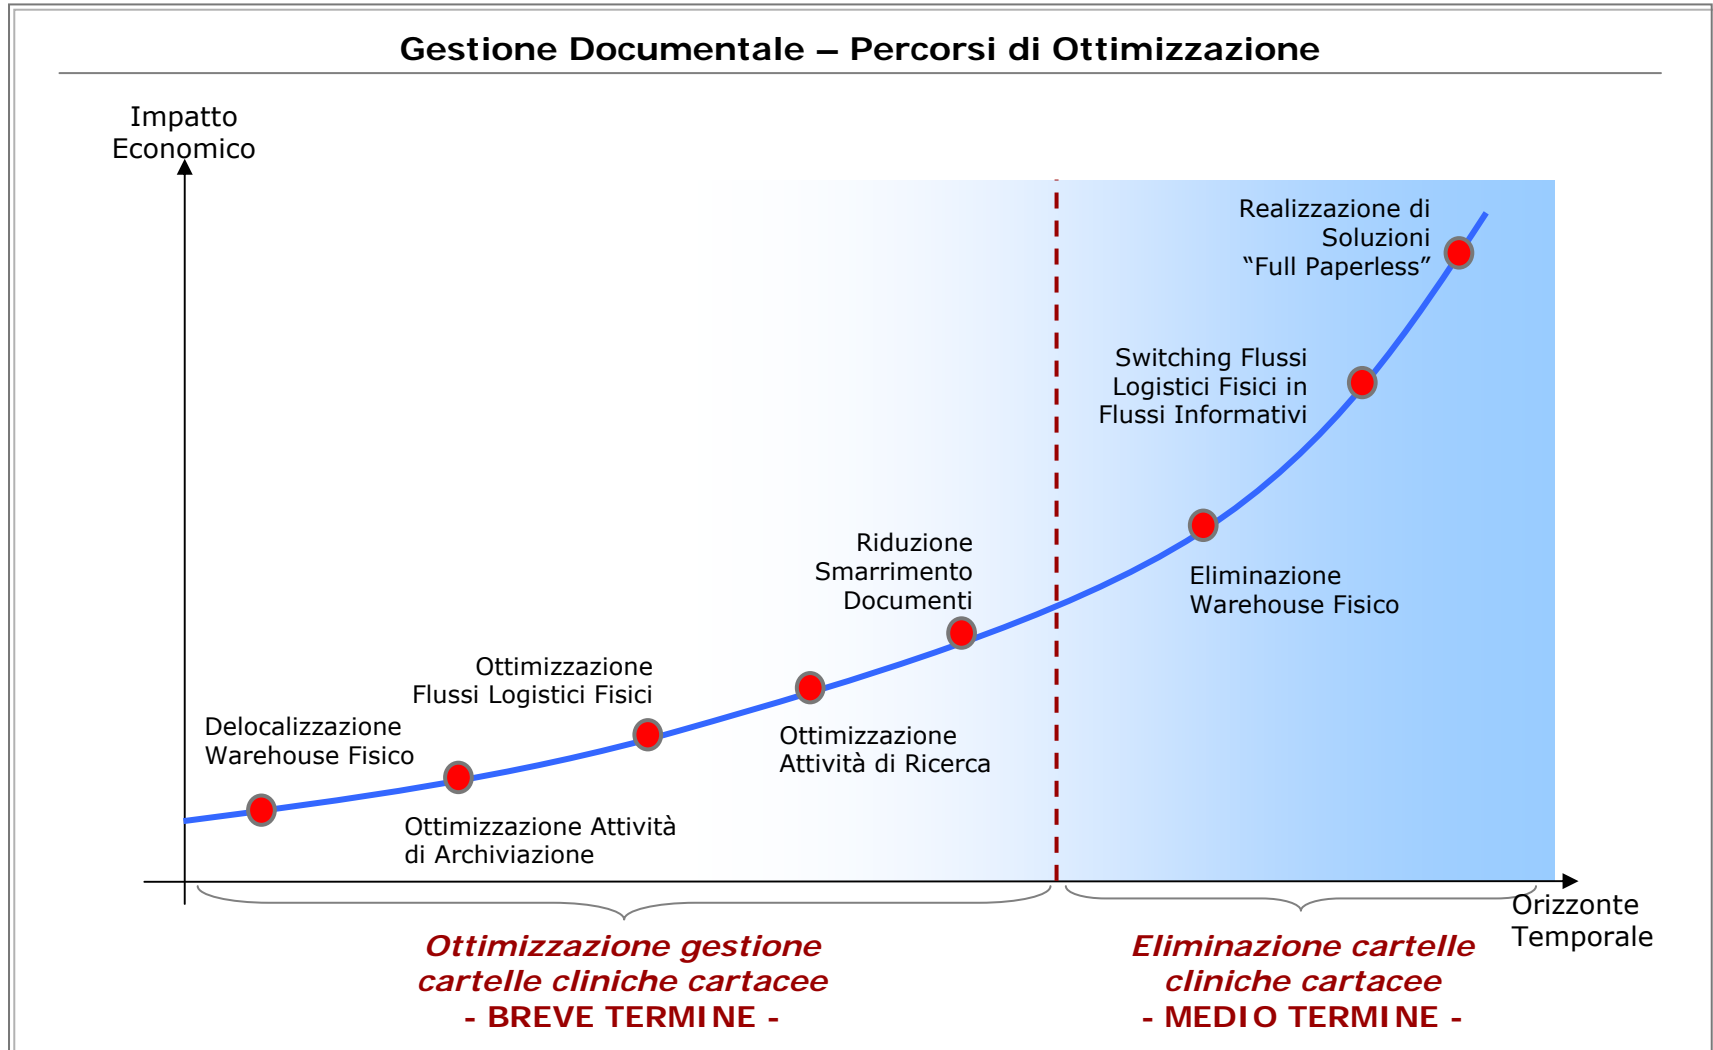 Gestione Documentale – Percorsi di Ottimizzazione
Impatto
Economico
Realizzazione di
Soluzioni
“Full Paperless”
Switching Flussi
Logistici Fisici in
Flussi Informativi
Riduzione
Smarrimento
Documenti
Eliminazione
Warehouse Fisico
Ottimizzazione
Flussi Logistici Fisici
Delocalizzazione
Warehouse Fisico
Ottimizzazione
Attività di Ricerca
Ottimizzazione Attività
di Archiviazione
Orizzonte
Temporale
Ottimizzazione gestione
cartelle cliniche cartacee
- BREVE TERMINE -
Eliminazione cartelle
cliniche cartacee
- MEDIO TERMINE -